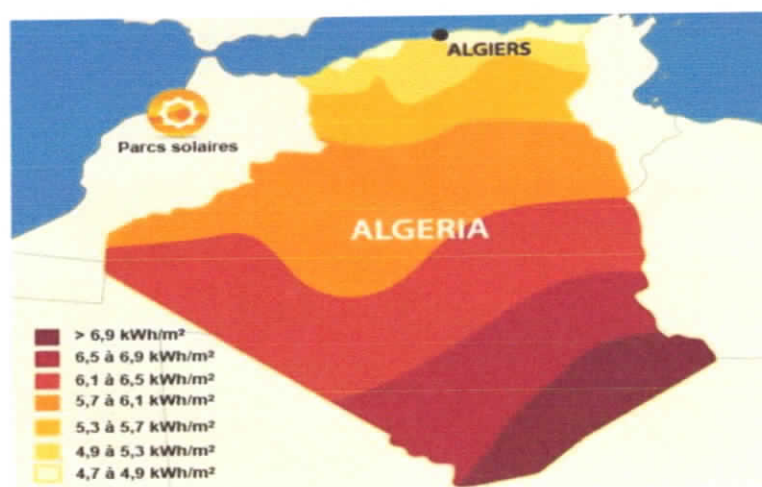 ALGIERS
Parcs solaires
ALGERIA
> 6,9 kWh/m²
6,5 à 6,9 kWh/m²
6,1 à 6,5 kWh/m²
5,7 à 6,1 kWh/m²
5,3 à 5,7 kWh/m²
4,9 à 5,3 kWh/m²
4,7 à 4,9 kWh/m²